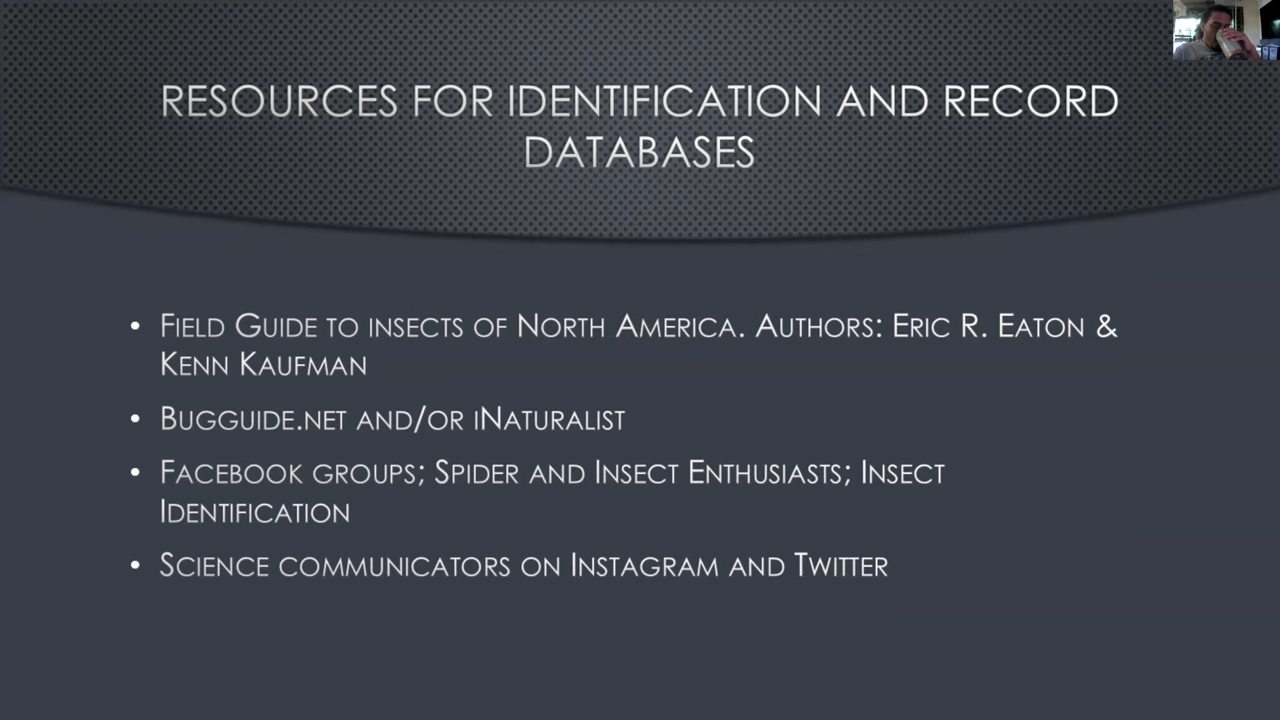 RESOURCES FOR IDENTIFICATION AND RECORD
DATABASES
• Field Guide to insects of North America. Authors: Eric R. Eaton &
Kenn Kaufman
• Bugguide.net and/or iNaturalist
• Facebook groups; Spider and Insect Enthusiasts; Insect
Identification
• Science communicators on Instagram and Twitter